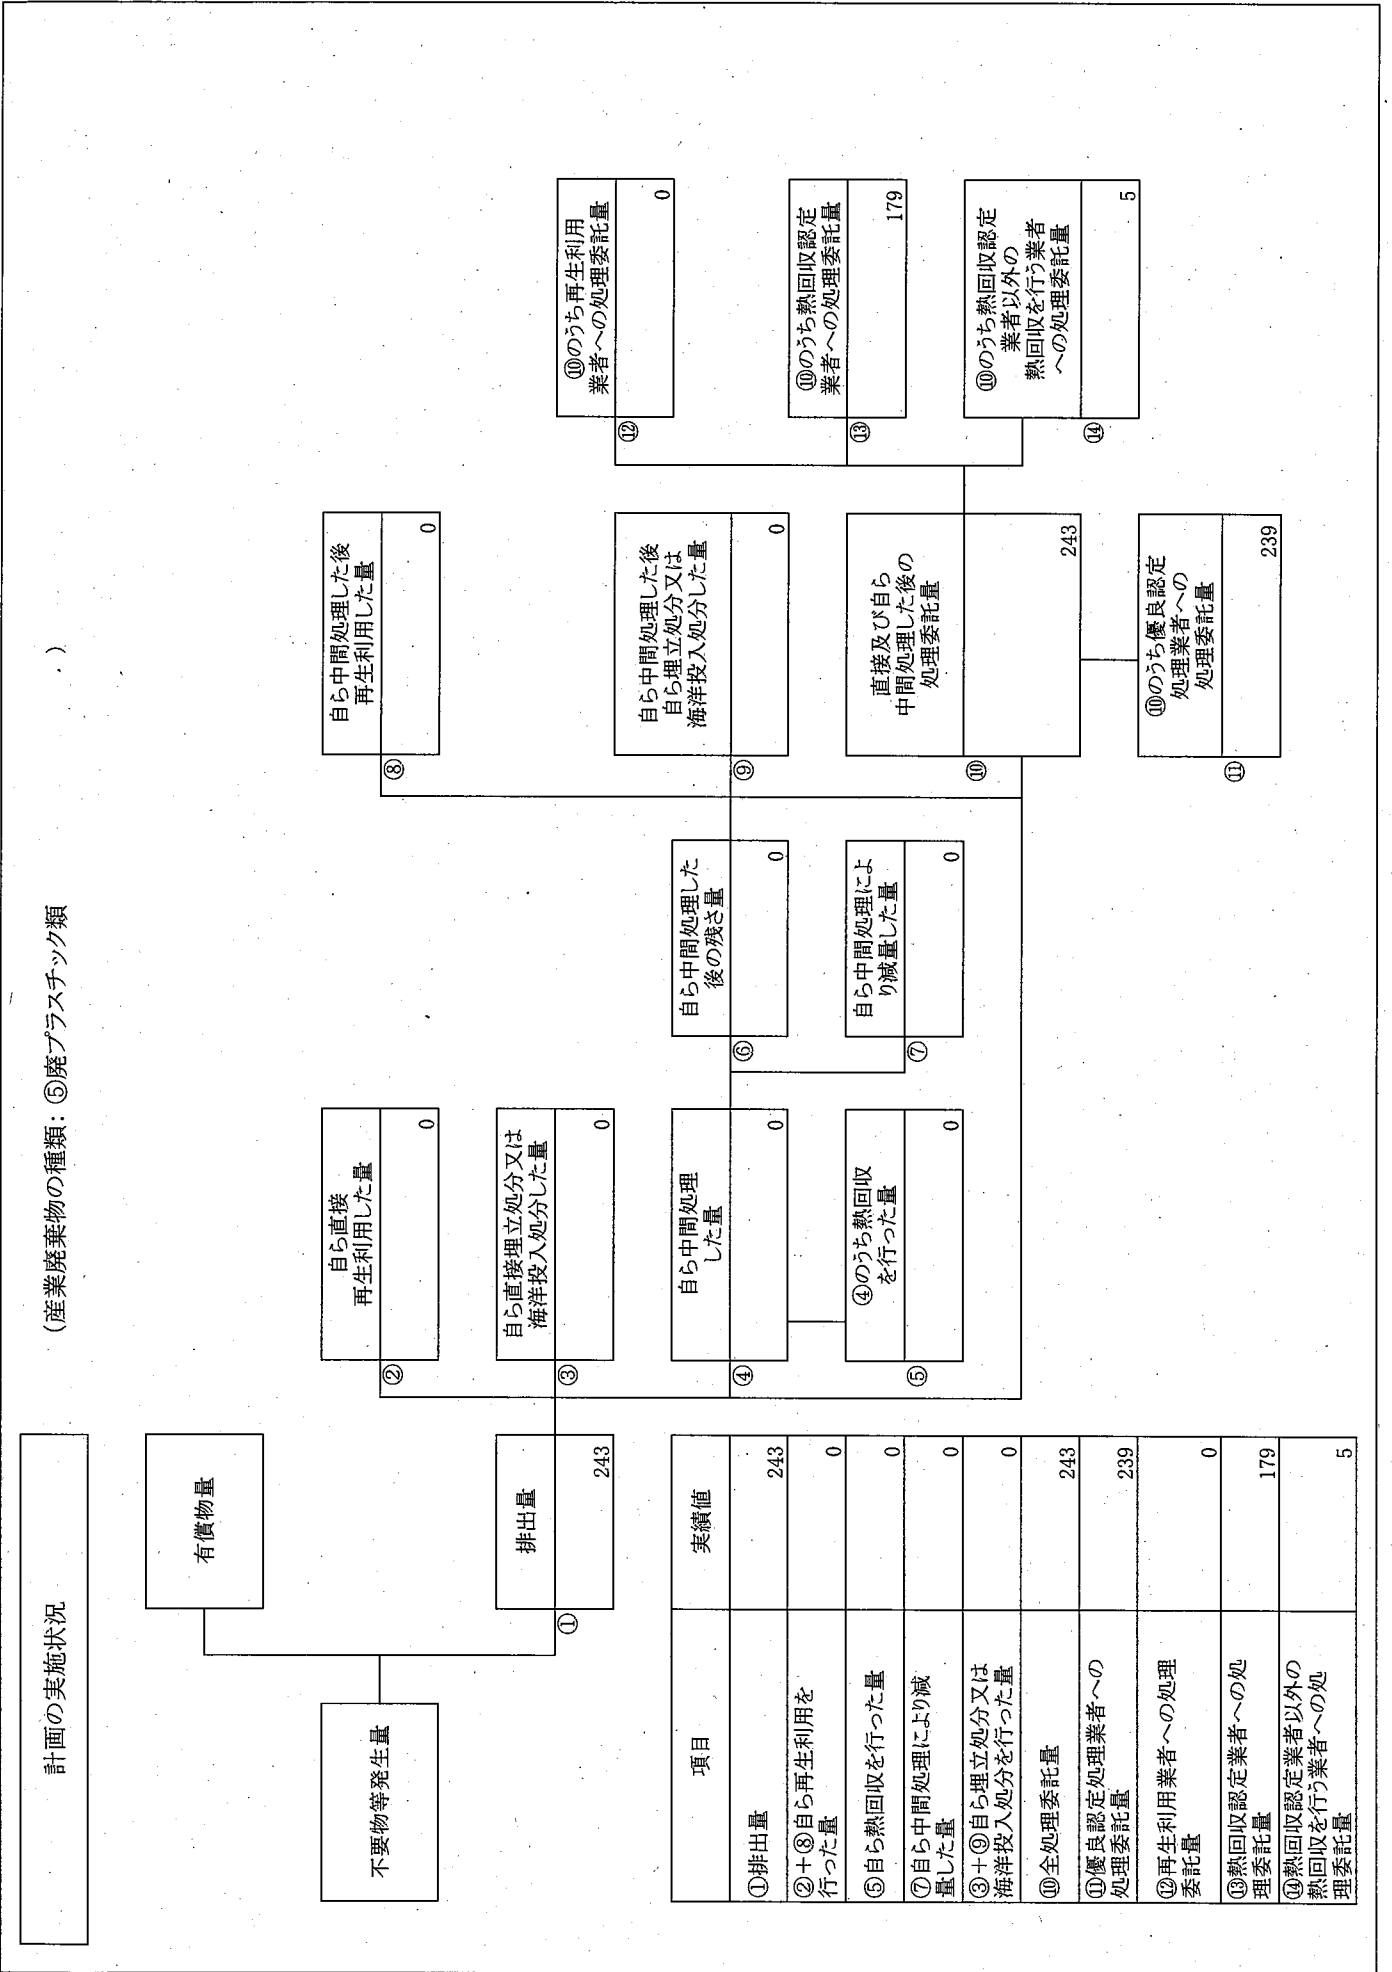 計画の実施状況
(産業廃棄物の種類:⑤廃プラスチック類
)
不要物等発生量
有償物量
①
排出量
243
②
自ら直接
再生利用した量
0
③
自ら直接埋立処分又は
海洋投入処分した量
0
④
自ら中間処理
した量
0
⑤
④のうち熱回収
を行った量
0
⑥
自ら中間処理した
後の残さ量
0
⑦
自ら中間処理によ
り減量した量
0
⑧
自ら中間処理した後
再生利用した量
0
⑨
自ら中間処理した後
自ら埋立処分又は
海洋投入処分した量
0
⑩
直接及び自ら
中間処理した後の
処理委託量
243
⑪
⑩のうち優良認定
処理業者への
処理委託量
239
⑫
⑩のうち再生利用
業者への処理委託量
0
⑬
⑩のうち熱回収認定
業者への処理委託量
179
⑭
⑩のうち熱回収認定
業者以外の
熱回収を行う業者
への処理委託量
5
項目
実績値
①排出量
243
②+⑧自ら再生利用を
行った量
0
⑤自ら熱回収を行った量
0
⑦自ら中間処理により減
量した量
0
③+⑨自ら埋立処分又は
海洋投入処分を行った量
0
⑩全処理委託量
243
⑪優良認定処理業者への
処理委託量
239
⑫再生利用業者への処理
委託量
0
⑬熱回収認定業者への処
理委託量
179
⑭熱回収認定業者以外の
熱回収を行う業者への処
理委託量
5